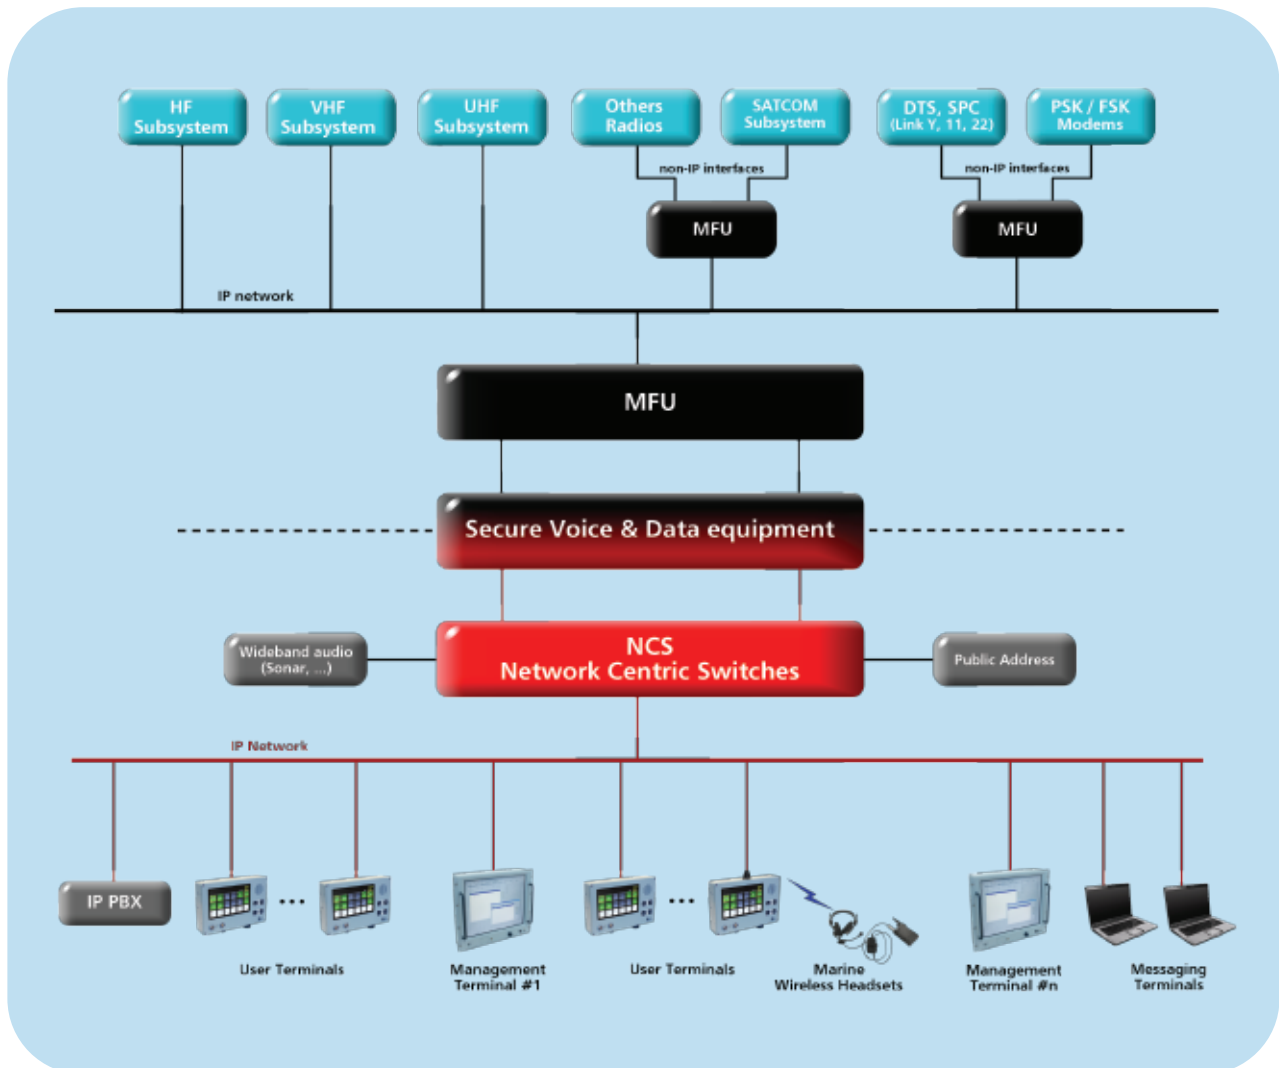 HF
Subsystem
VHF
Subsystem
UHF
Subsystem
Others
Radios
SATCOM
Subsystem
DTS, SPC
(Link Y, 11, 22)
PSK / FSK
Modems
non-IP interfaces
non-IP interfaces
MFU
MFU
IP network
MFU
Secure Voice & Data equipment
Wideband audio
(Sonar, ...)
NCS
Network Centric Switches
Public Address
IP Network
IP PBX
...
...
User Terminals
Management
Terminal #1
User Terminals
Marine
Wireless Headsets
Management
Terminal #n
Messaging
Terminals